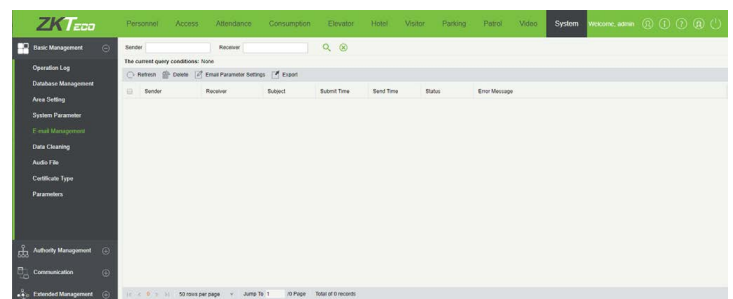 ZKTECO
Personnel Access Attendance Consumption Elevator Hotel Visitor Parking Patrol Video System Welcome, admin
Basic Management
Operation Log
Database Management
Area Setting
System Parameter
E-mail Management
Data Cleaning
Audio File
Certificate Type
Parameters
Authority Management
Communication
Extended Management
Sender Receiver
The current query conditions: None
Refresh Delete Email Parameter Settings Export
Sender Receiver Subject Submit Time Send Time Status Error Message
0 50 rows per page Jump To 1 /0 Page Total of 0 records